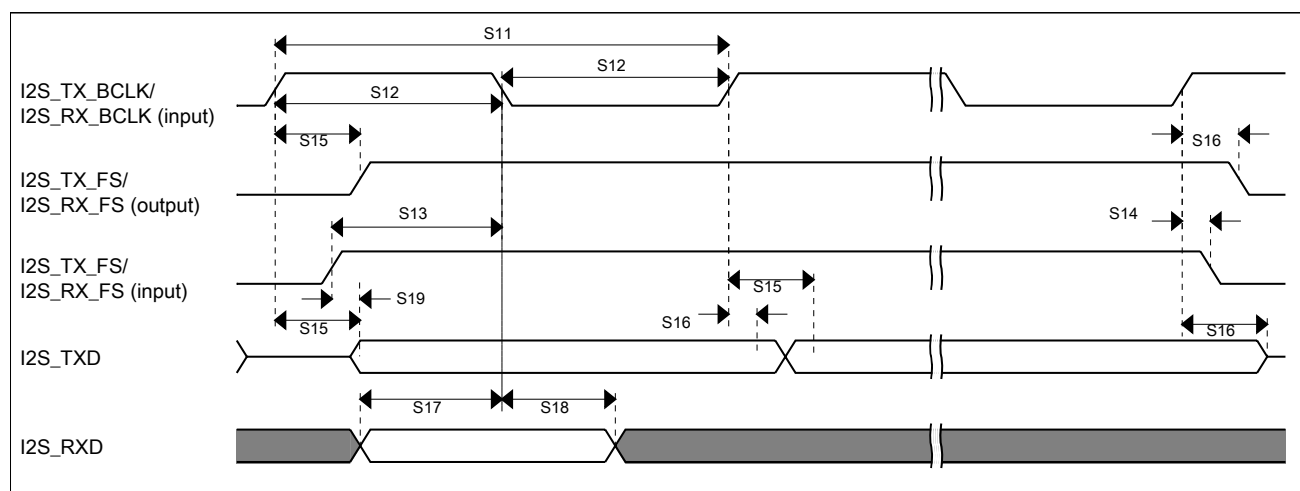 S11
S12
I2S_TX_BCLK/
I2S_RX_BCLK (input)
S12
S15
S16
I2S_TX_FS/
I2S_RX_FS (output)
S13
S14
I2S_TX_FS/
I2S_RX_FS (input)
S15
S19
S16
S15
S16
I2S_TXD
S17
S18
I2S_RXD